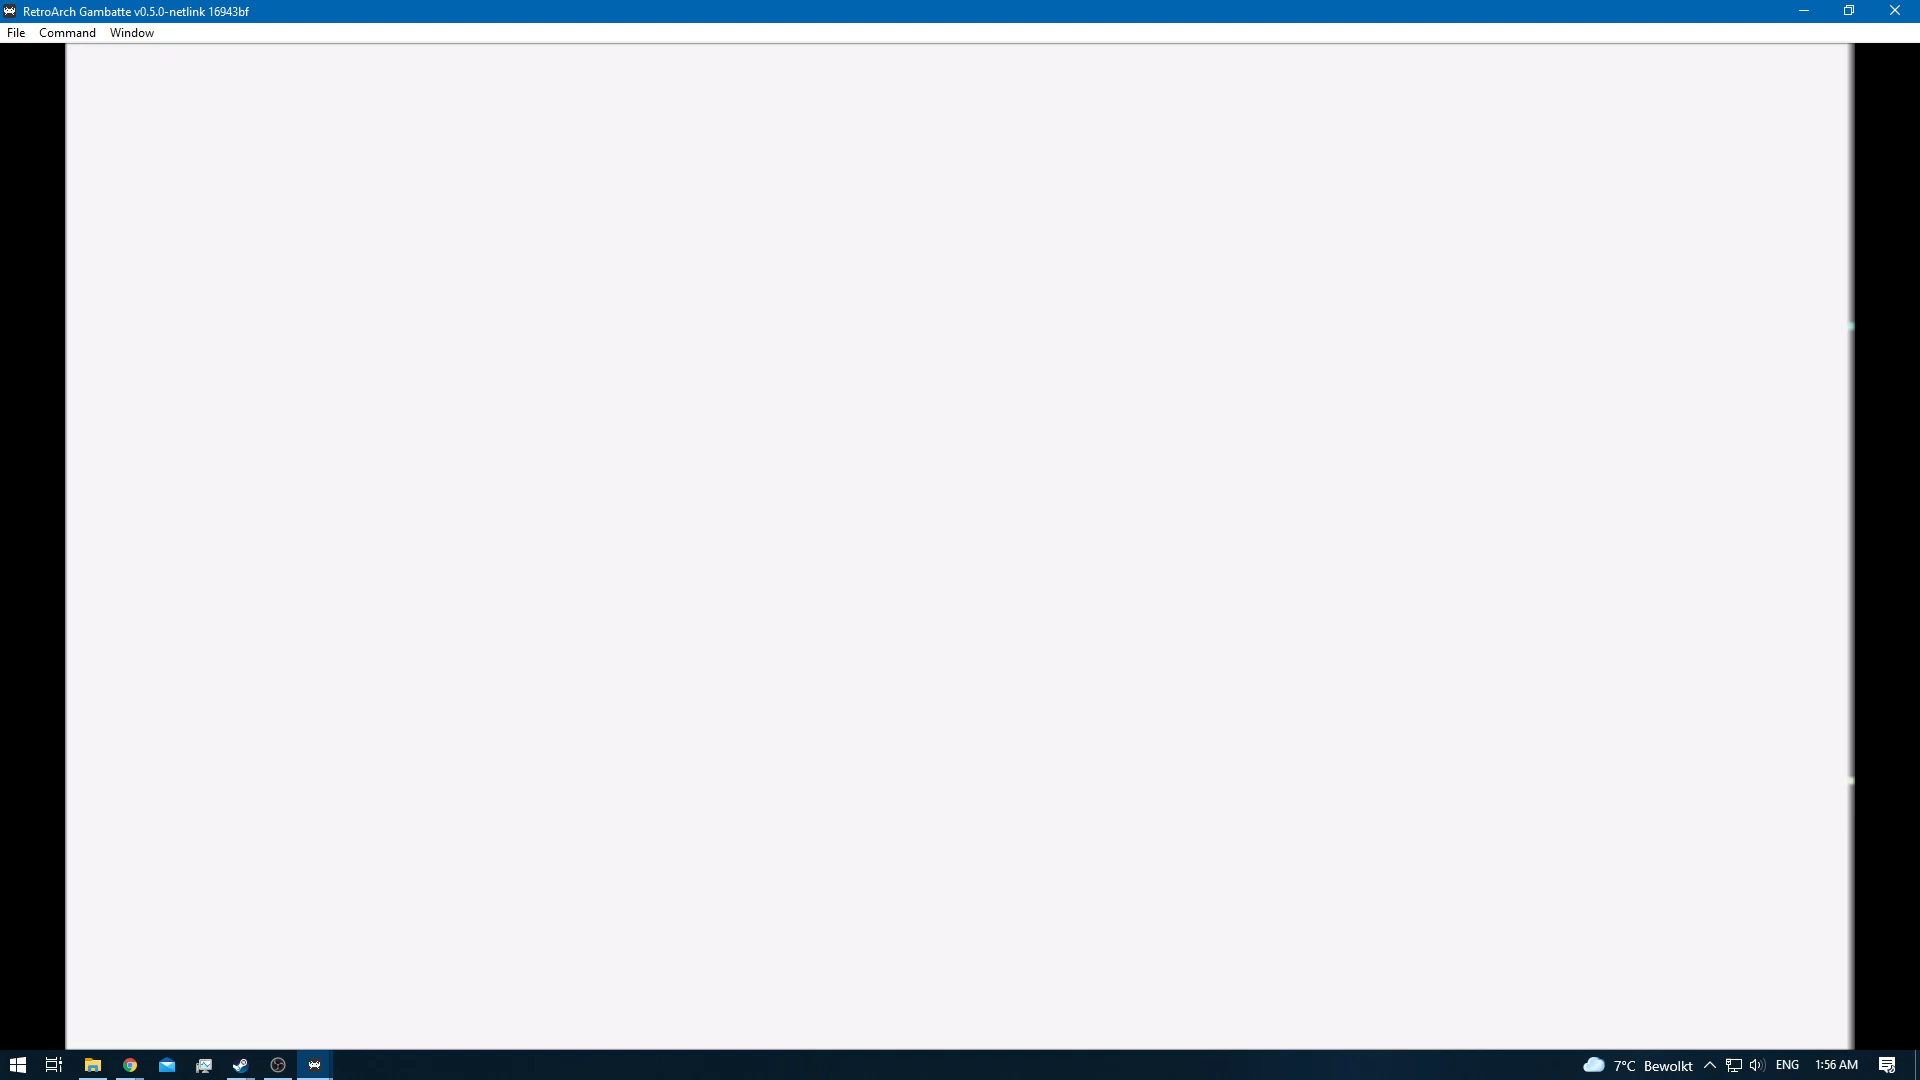 RetroArch Gambatte v0.5.0-netlink 16943bf
File Command Window
7°C Bewolkt ENG 1:56 AM